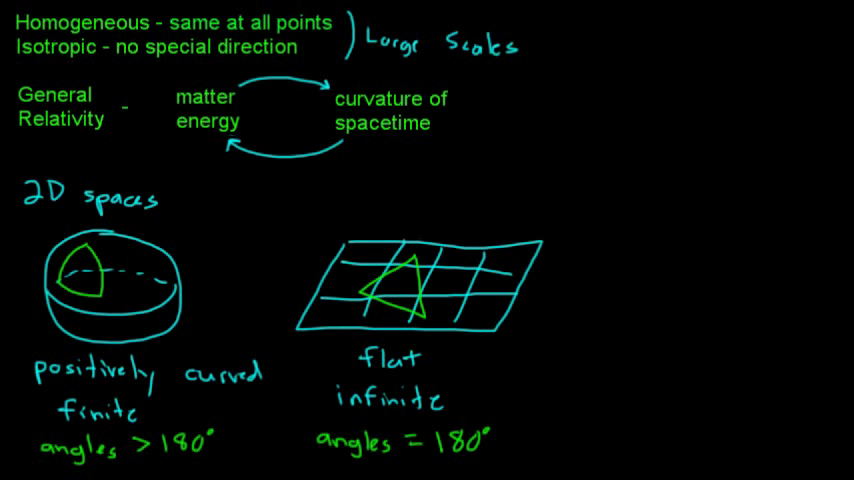 Homogeneous - same at all points
Isotropic - no special direction
Large Scales
General Relativity - matter energy
curvature of spacetime
2D spaces
positively curved
finite
angles > 180°
flat
infinite
angles = 180°